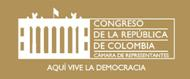 CONGRESO
DE LA REPÚBLICA
DE COLOMBIA
CÁMARA DE REPRESENTANTES
AQUÍ VIVE LA DEMOCRACIA